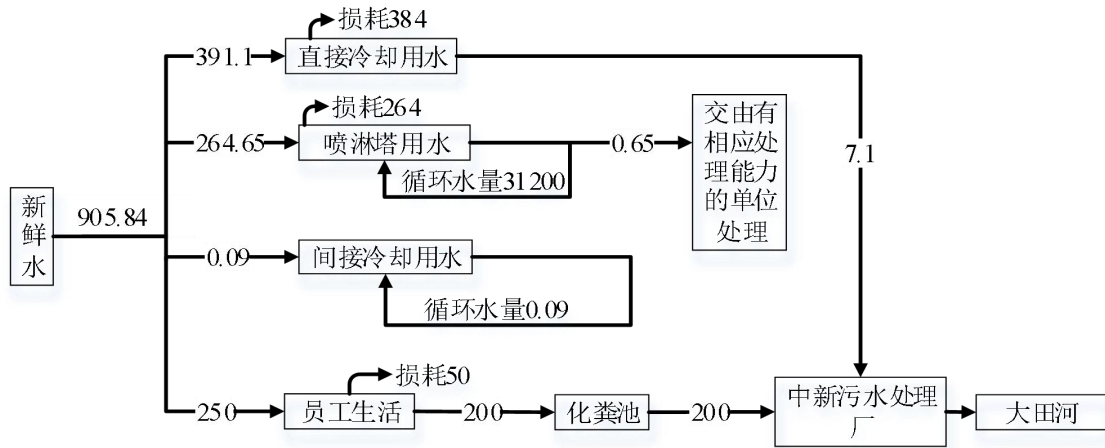 损耗384
391.1
直接冷却用水
损耗264
264.65
喷淋塔用水
0.65
循环水量31200
交由有
相应处
理能力
的单位
处理
7.1
新
鲜
水
905.84
0.09
间接冷却用水
循环水量0.09
损耗50
250
员工生活
200
化粪池
200
中新污水处理
厂
大田河